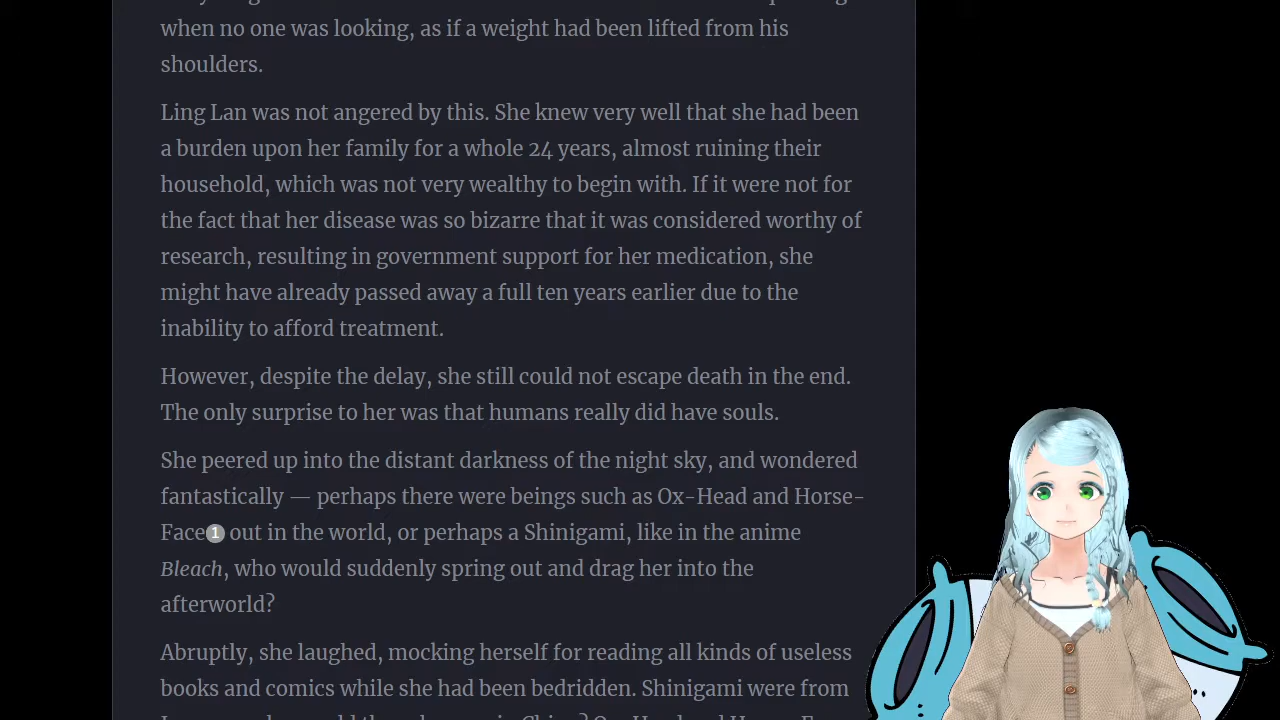 when no one was looking, as if a weight had been lifted from his
shoulders.
Ling Lan was not angered by this. She knew very well that she had been
a burden upon her family for a whole 24 years, almost ruining their
household, which was not very wealthy to begin with. If it were not for
the fact that her disease was so bizarre that it was considered worthy of
research, resulting in government support for her medication, she
might have already passed away a full ten years earlier due to the
inability to afford treatment.
However, despite the delay, she still could not escape death in the end.
The only surprise to her was that humans really did have souls.
She peered up into the distant darkness of the night sky, and wondered
fantastically — perhaps there were beings such as Ox-Head and Horse-
Face1 out in the world, or perhaps a Shinigami, like in the anime
Bleach, who would suddenly spring out and drag her into the
afterworld?
Abruptly, she laughed, mocking herself for reading all kinds of useless
books and comics while she had been bedridden. Shinigami were from